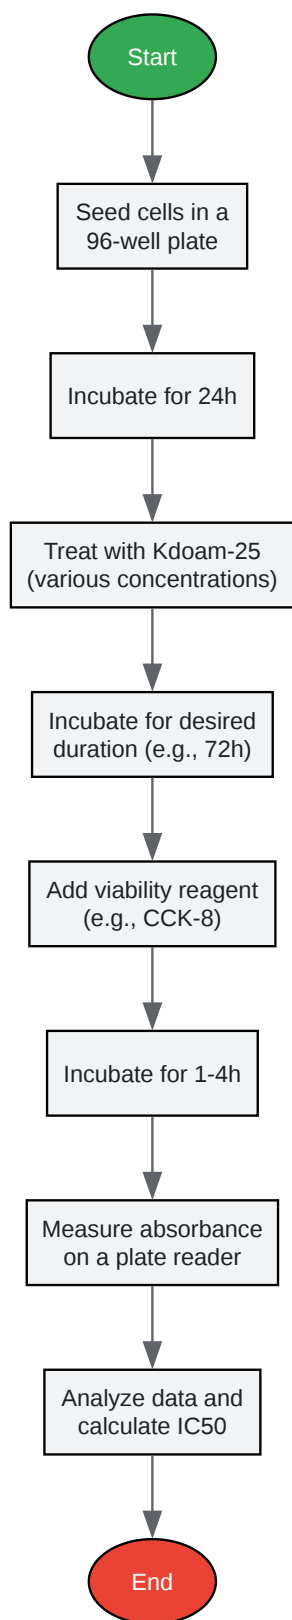 Start
Seed cells in a
96-well plate
Incubate for 24h
Treat with Kdoam-25
(various concentrations)
Incubate for desired
duration (e.g., 72h)
Add viability reagent
(e.g., CCK-8)
Incubate for 1-4h
Measure absorbance
on a plate reader
Analyze data and
calculate IC50
End